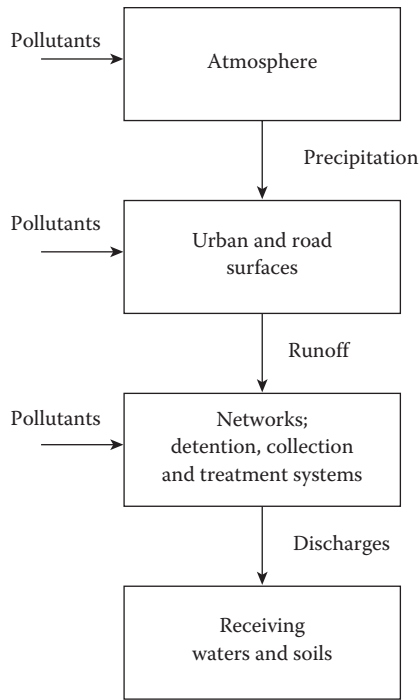 Pollutants
Atmosphere
Precipitation
Pollutants
Urban and road
surfaces
Runoff
Pollutants
Networks;
detention, collection
and treatment systems
Discharges
Receiving
waters and soils